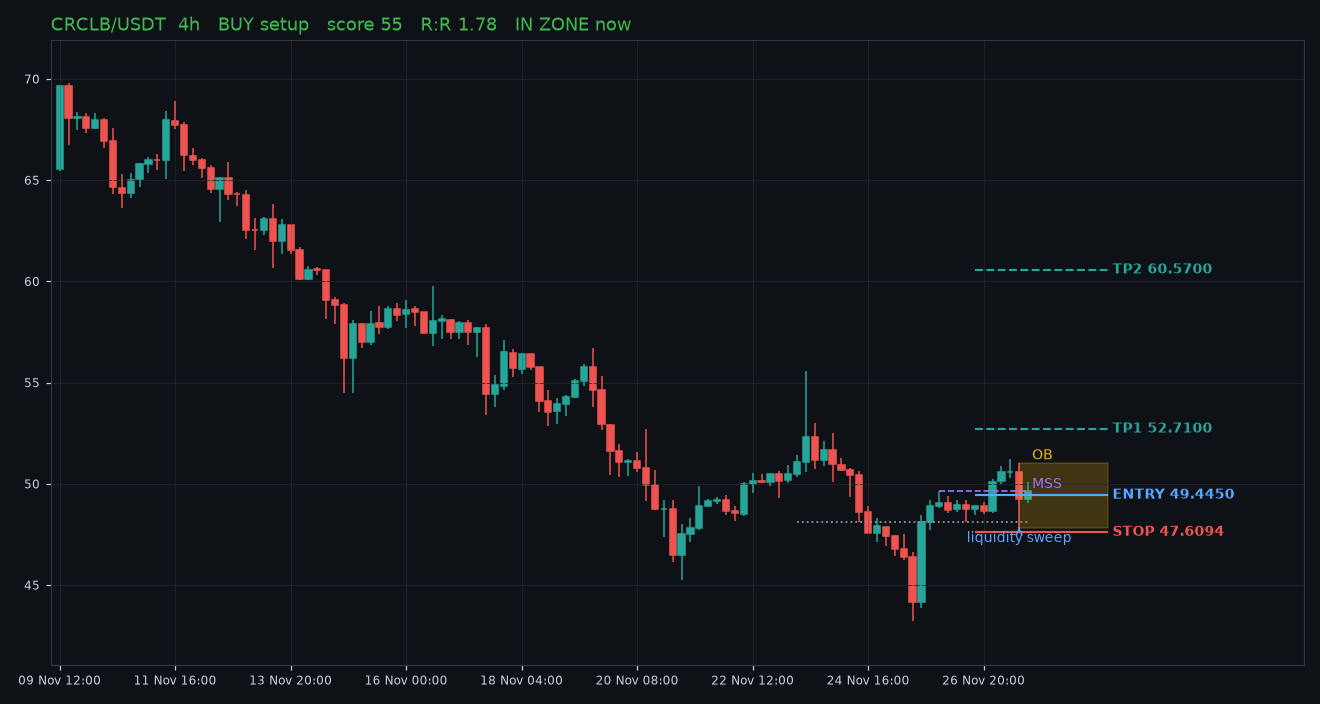 CRCLB/USDT 4h BUY setup score 55 R:R 1.78 IN ZONE now
70
65
60
55
50
45
TP2 60.5700
TP1 52.7100
OB
MSS
ENTRY 49.4450
STOP 47.6094
liquidity sweep
09 Nov 12:00
11 Nov 16:00
13 Nov 20:00
16 Nov 00:00
18 Nov 04:00
20 Nov 08:00
22 Nov 12:00
24 Nov 16:00
26 Nov 20:00